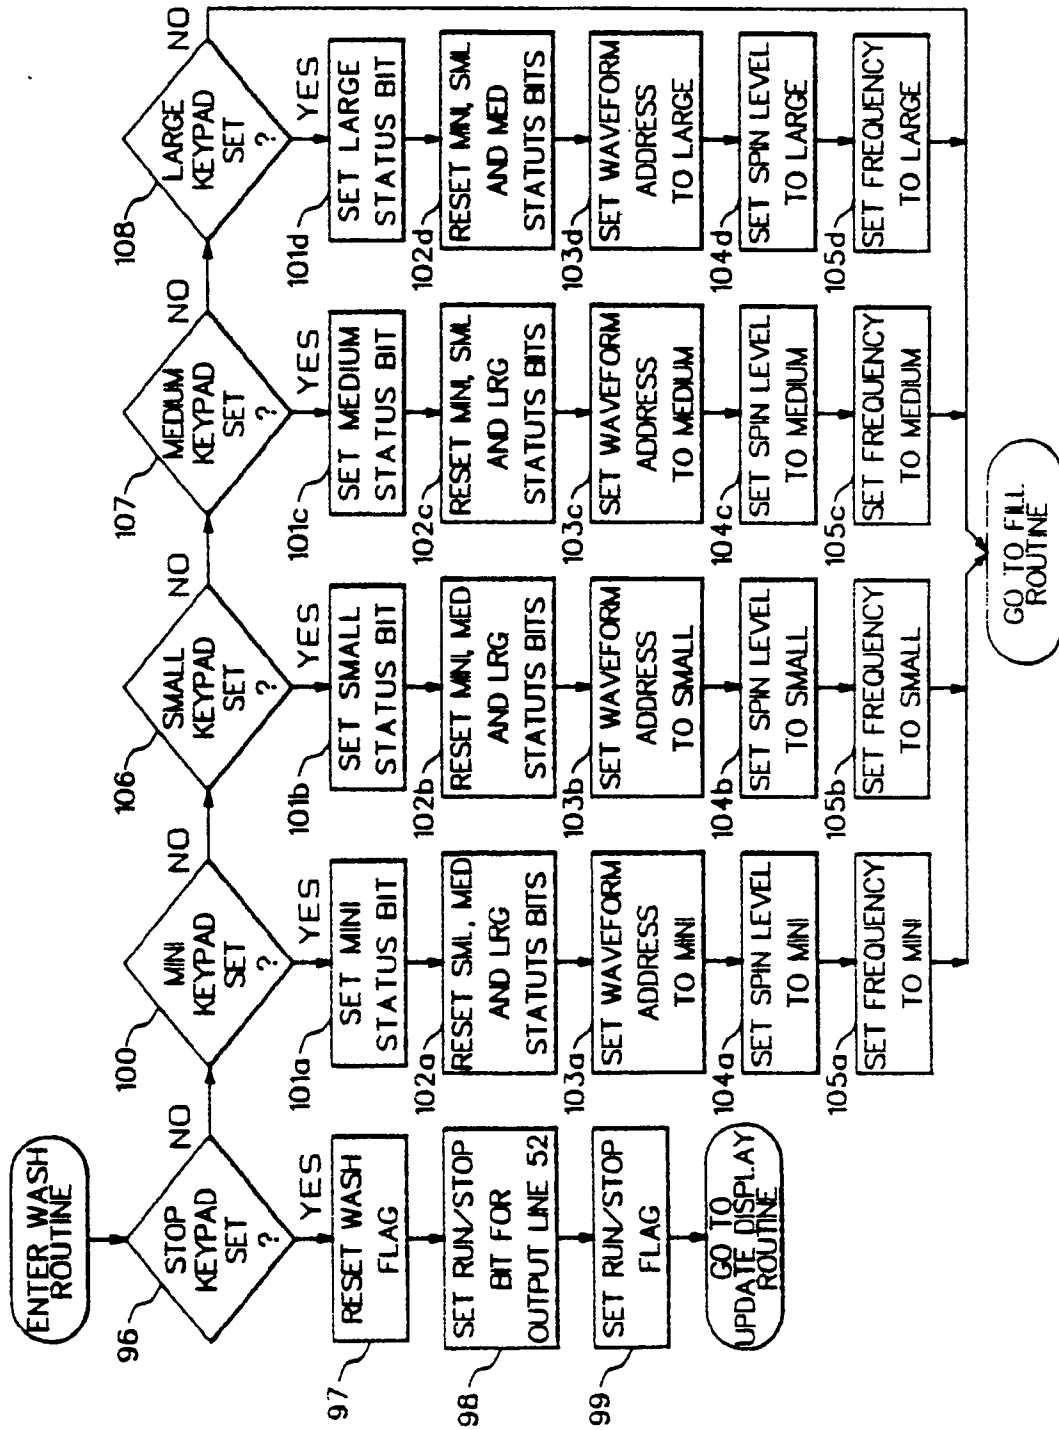 ENTER WASH
ROUTINE
96
STOP
KEYPAD
SET
?
NO
YES
97
RESET WASH
FLAG
98
SET RUN/STOP
BIT FOR
OUTPUT LINE 52
99
SET RUN/STOP
FLAG
GO TO
UPDATE DISPLAY
ROUTINE
100
MINI
KEYPAD
SET
?
NO
YES
101a
SET MINI
STATUS BIT
102a
RESET SML, MED
AND LRG
STATUTS BITS
103a
SET WAVEFORM
ADDRESS
TO MINI
104a
SET SPIN LEVEL
TO MINI
105a
SET FREQUENCY
TO MINI
106
SMALL
KEYPAD
SET
?
NO
YES
101b
SET SMALL
STATUS BIT
102b
RESET MINI, MED
AND LRG
STATUTS BITS
103b
SET WAVEFORM
ADDRESS
TO SMALL
104b
SET SPIN LEVEL
TO SMALL
105b
SET FREQUENCY
TO SMALL
107
MEDIUM
KEYPAD
SET
?
NO
YES
101c
SET MEDIUM
STATUS BIT
102c
RESET MINI, SML
AND LRG
STATUTS BITS
103c
SET WAVEFORM
ADDRESS
TO MEDIUM
104c
SET SPIN LEVEL
TO MEDIUM
105c
SET FREQUENCY
TO MEDIUM
108
LARGE
KEYPAD
SET
?
NO
YES
101d
SET LARGE
STATUS BIT
102d
RESET MINI, SML
AND MED
STATUTS BITS
103d
SET WAVEFORM
ADDRESS
TO LARGE
104d
SET SPIN LEVEL
TO LARGE
105d
SET FREQUENCY
TO LARGE
GO TO FILL
ROUTINE